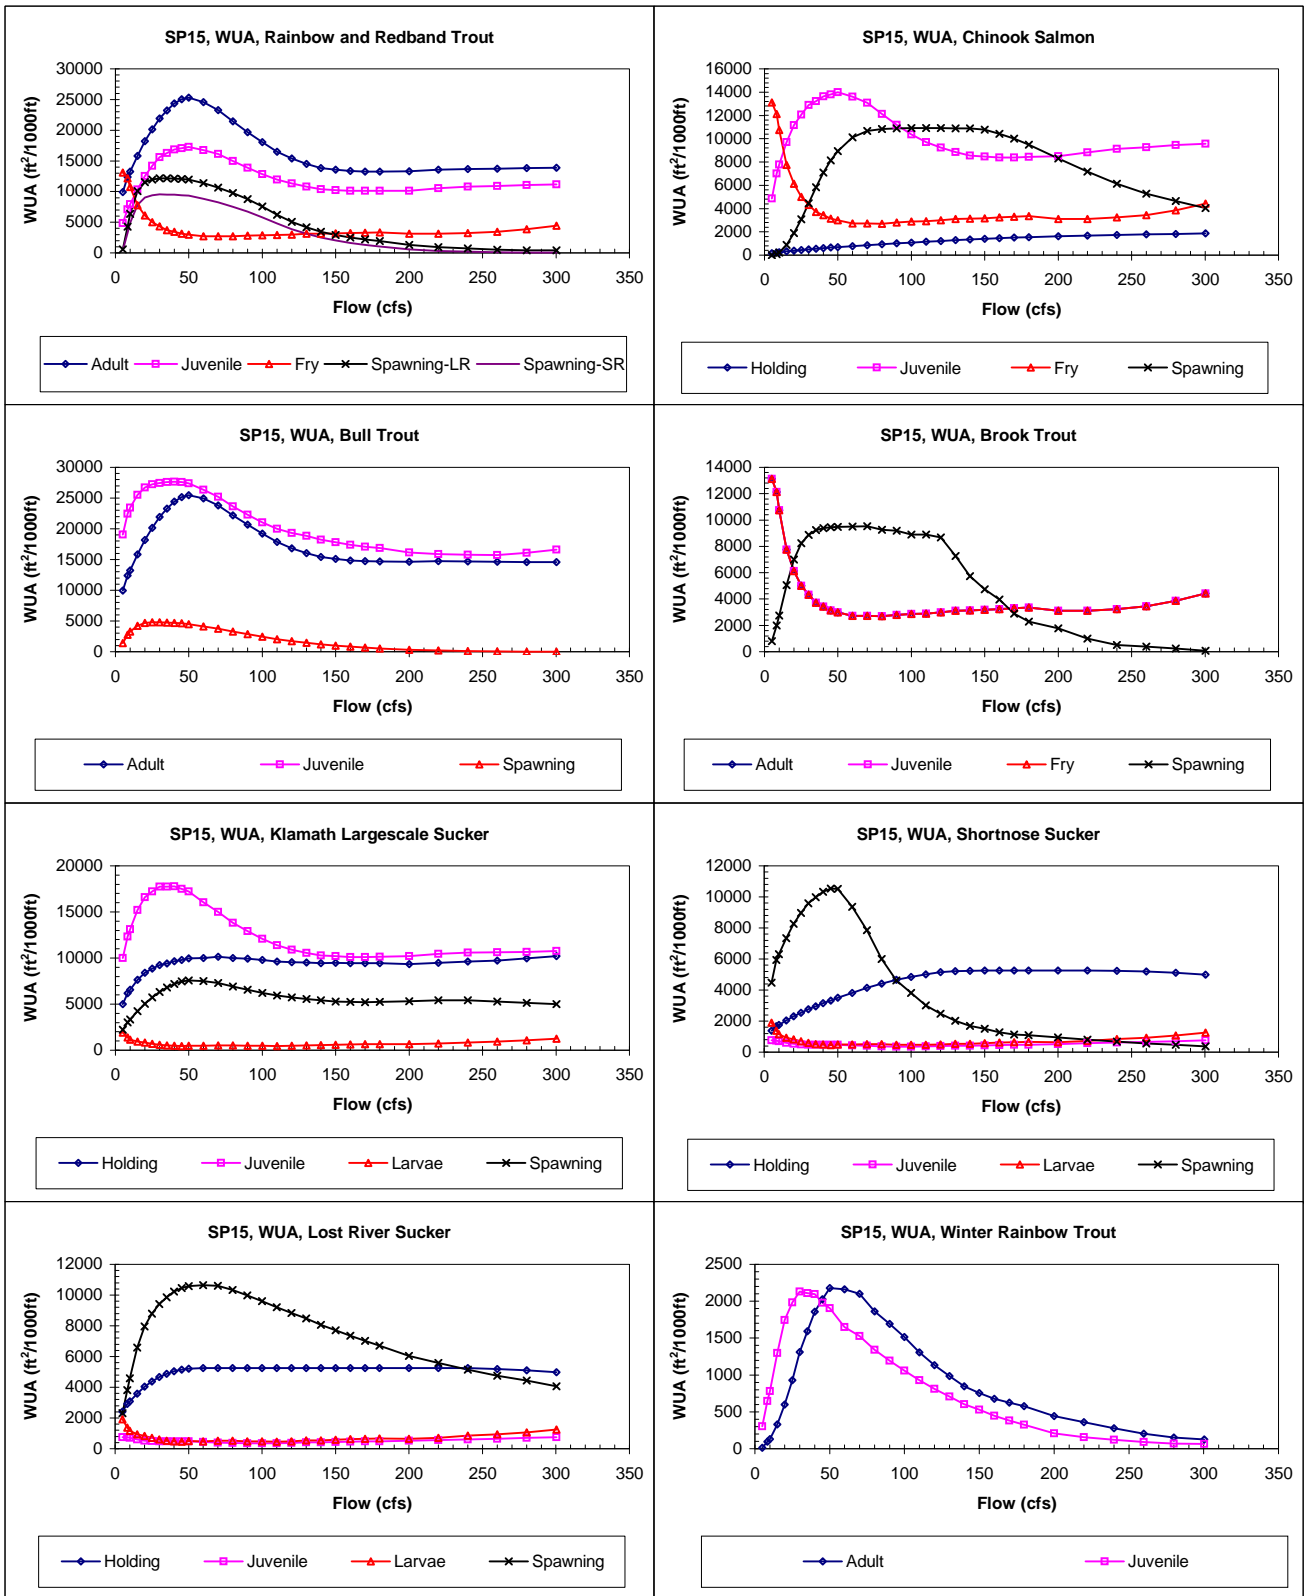 SP15, WUA, Rainbow and Redband Trout
WUA (ft²/1000ft)
30000
25000
20000
15000
10000
5000
0
0 50 100 150 200 250 300 350
Flow (cfs)
Adult Juvenile Fry Spawning-LR Spawning-SR
SP15, WUA, Chinook Salmon
WUA (ft²/1000ft)
16000
14000
12000
10000
8000
6000
4000
2000
0
0 50 100 150 200 250 300 350
Flow (cfs)
Holding Juvenile Fry Spawning
SP15, WUA, Bull Trout
WUA (ft²/1000ft)
30000
25000
20000
15000
10000
5000
0
0 50 100 150 200 250 300 350
Flow (cfs)
Adult Juvenile Spawning
SP15, WUA, Brook Trout
WUA (ft²/1000ft)
14000
12000
10000
8000
6000
4000
2000
0
0 50 100 150 200 250 300 350
Flow (cfs)
Adult Juvenile Fry Spawning
SP15, WUA, Klamath Largescale Sucker
WUA (ft²/1000ft)
20000
15000
10000
5000
0
0 50 100 150 200 250 300 350
Flow (cfs)
Holding Juvenile Larvae Spawning
SP15, WUA, Shortnose Sucker
WUA (ft²/1000ft)
12000
10000
8000
6000
4000
2000
0
0 50 100 150 200 250 300 350
Flow (cfs)
Holding Juvenile Larvae Spawning
SP15, WUA, Lost River Sucker
WUA (ft²/1000ft)
12000
10000
8000
6000
4000
2000
0
0 50 100 150 200 250 300 350
Flow (cfs)
Holding Juvenile Larvae Spawning
SP15, WUA, Winter Rainbow Trout
WUA (ft²/1000ft)
2500
2000
1500
1000
500
0
0 50 100 150 200 250 300 350
Flow (cfs)
Adult Juvenile